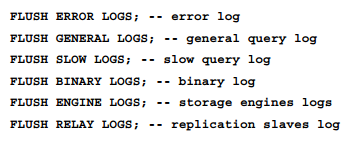 FLUSH ERROR LOGS; -- error log
FLUSH GENERAL LOGS; -- general query log
FLUSH SLOW LOGS; -- slow query log
FLUSH BINARY LOGS; -- binary log
FLUSH ENGINE LOGS; -- storage engines logs
FLUSH RELAY LOGS; -- replication slaves log